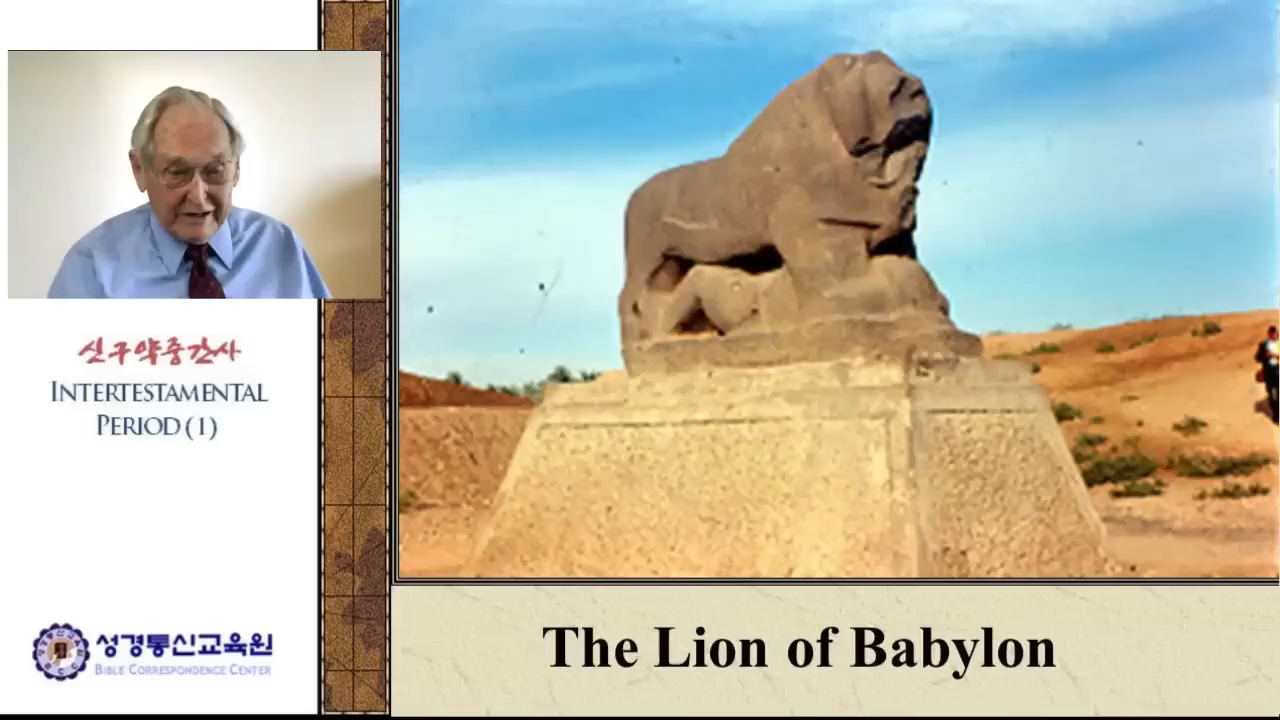 신구약중간사
INTERTESTAMENTAL
PERIOD (1)
성경통신교육원
BIBLE CORRESPONDENCE CENTER
The Lion of Babylon